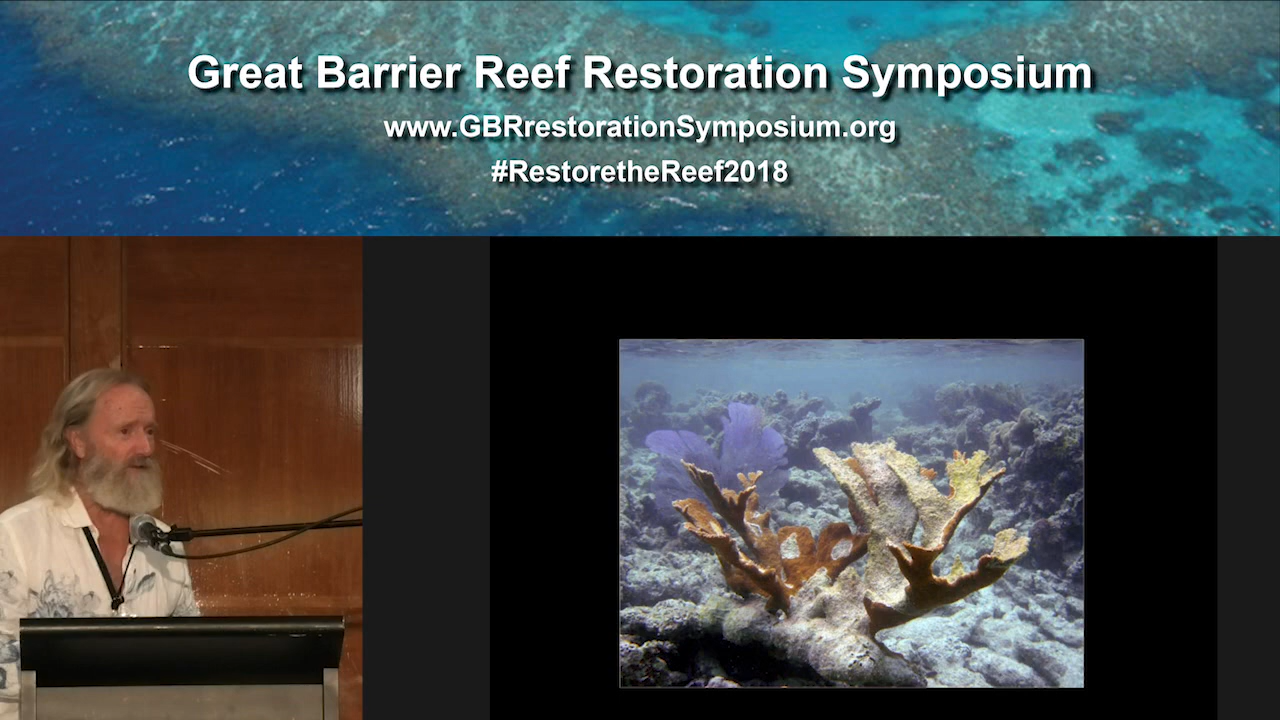 Great Barrier Reef Restoration Symposium
www.GBRrestorationSymposium.org
#RestoretheReef2018